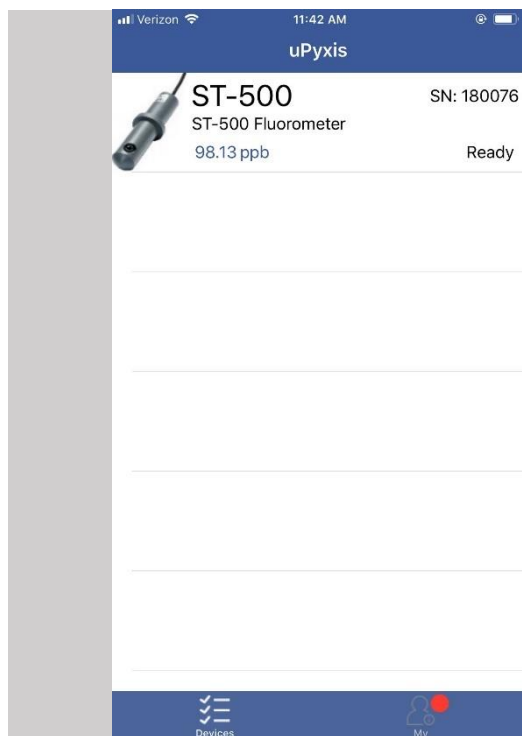 Verizon 11:42 AM
uPyxis
ST-500 SN: 180076
ST-500 Fluorometer
98.13 ppb Ready
Devices My